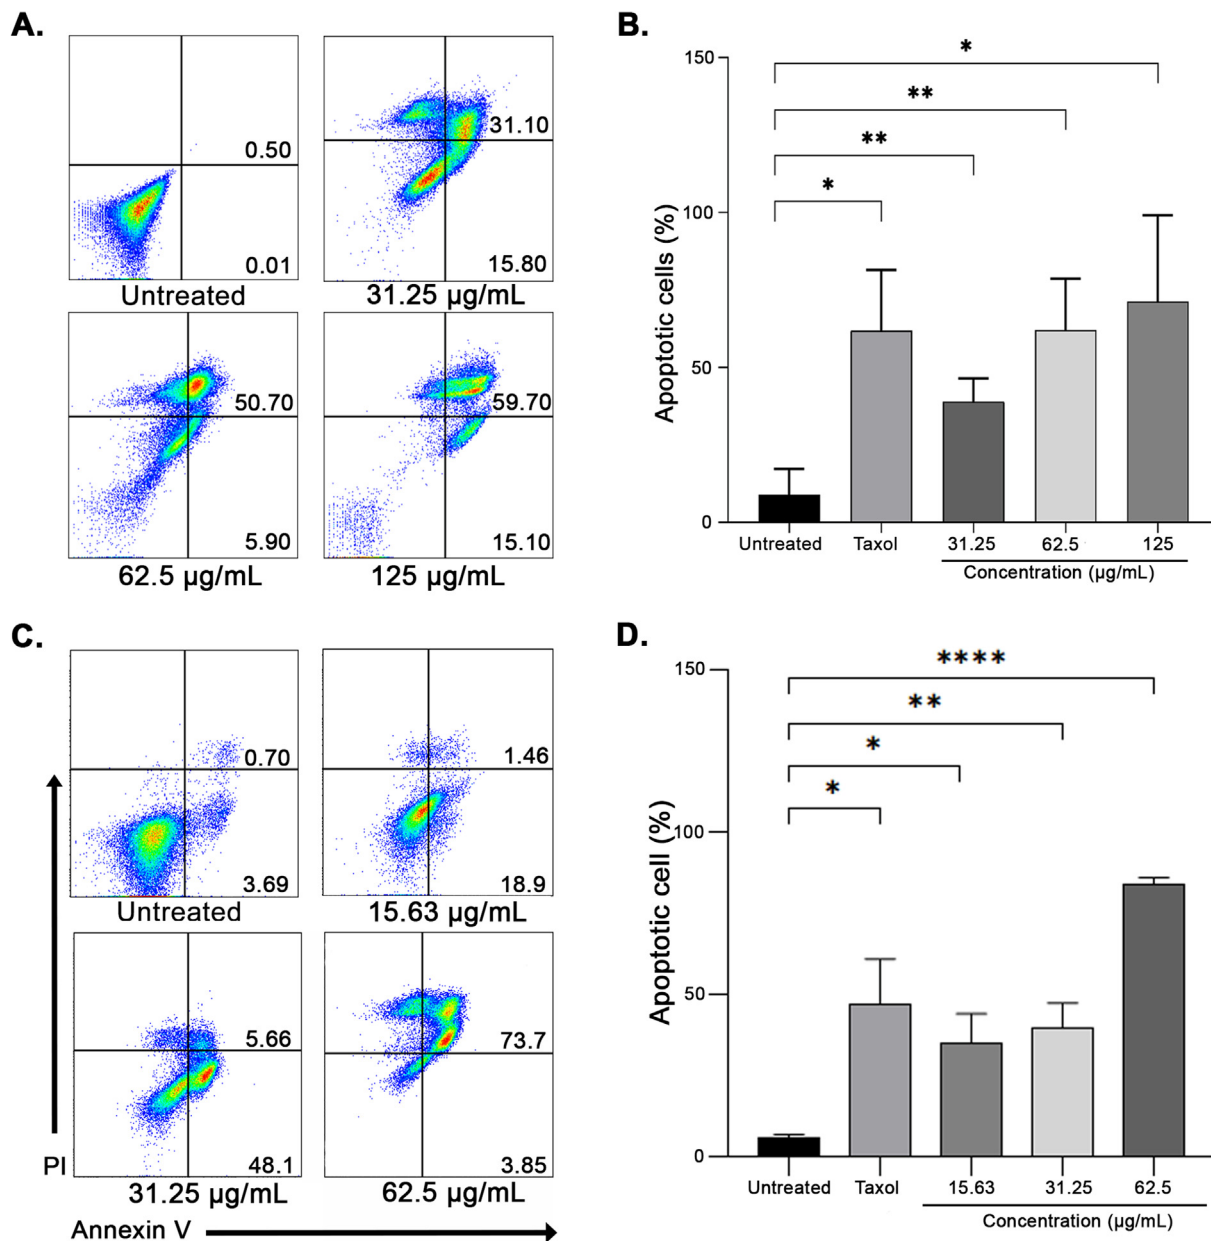 A.
0.50
0.01
Untreated
31.10
15.80
31.25 µg/mL
50.70
5.90
62.5 µg/mL
59.70
15.10
125 µg/mL
B.
Apoptotic cells (%)
150
100
50
0
*
**
**
*
Untreated
Taxol
31.25
62.5
125
Concentration (µg/mL)
C.
0.70
3.69
Untreated
1.46
18.9
15.63 µg/mL
5.66
48.1
31.25 µg/mL
73.7
3.85
62.5 µg/mL
PI
Annexin V
D.
Apoptotic cell (%)
150
100
50
0
****
**
*
*
Untreated
Taxol
15.63
31.25
62.5
Concentration (µg/mL)